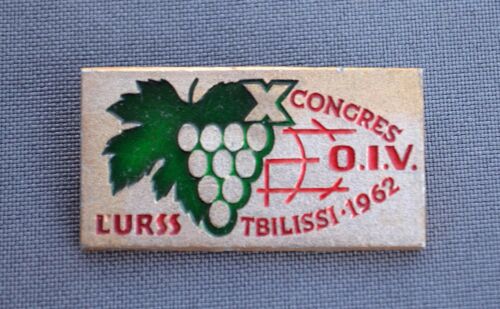 X CONGRES
O.I.V.
L'URSS TBILISSI·1962